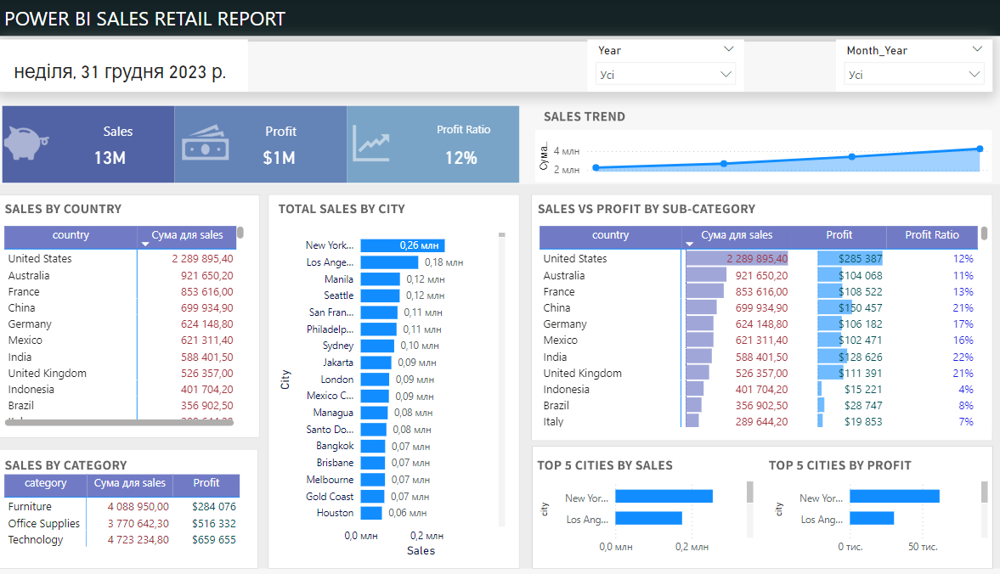 POWER BI SALES RETAIL REPORT
неділя, 31 грудня 2023 р.
Year
Усі
Month_Year
Усі
Sales
13M
Profit
$1M
Profit Ratio
12%
SALES TREND
Сума...
4 млн
2 млн
SALES BY COUNTRY
country Сума для sales
United States 2 289 895,40
Australia 921 650,20
France 853 616,00
China 699 934,90
Germany 624 148,80
Mexico 621 311,40
India 588 401,50
United Kingdom 526 357,00
Indonesia 401 704,20
Brazil 356 902,50
SALES BY CATEGORY
category Сума для sales Profit
Furniture 4 088 950,00 $284 076
Office Supplies 3 770 642,30 $516 332
Technology 4 723 234,80 $659 655
TOTAL SALES BY CITY
City
New York... 0,26 млн
Los Ange... 0,18 млн
Manila 0,12 млн
Seattle 0,12 млн
San Fran... 0,11 млн
Philadelp... 0,11 млн
Sydney 0,10 млн
Jakarta 0,09 млн
London 0,09 млн
Mexico C... 0,09 млн
Managua 0,08 млн
Santo Do... 0,08 млн
Bangkok 0,07 млн
Brisbane 0,07 млн
Melbourne 0,07 млн
Gold Coast 0,07 млн
Houston 0,06 млн
0,0 млн 0,2 млн
Sales
SALES VS PROFIT BY SUB-CATEGORY
country Сума для sales Profit Profit Ratio
United States 2 289 895,40 $285 387 12%
Australia 921 650,20 $104 068 11%
France 853 616,00 $108 522 13%
China 699 934,90 $150 457 21%
Germany 624 148,80 $106 182 17%
Mexico 621 311,40 $102 471 16%
India 588 401,50 $128 626 22%
United Kingdom 526 357,00 $111 391 21%
Indonesia 401 704,20 $15 221 4%
Brazil 356 902,50 $28 747 8%
Italy 289 644,20 $19 853 7%
TOP 5 CITIES BY SALES
city
New Yor...
Los Ang...
0,0 млн 0,2 млн
TOP 5 CITIES BY PROFIT
city
New Yor...
Los Ang...
0 тис. 50 тис.